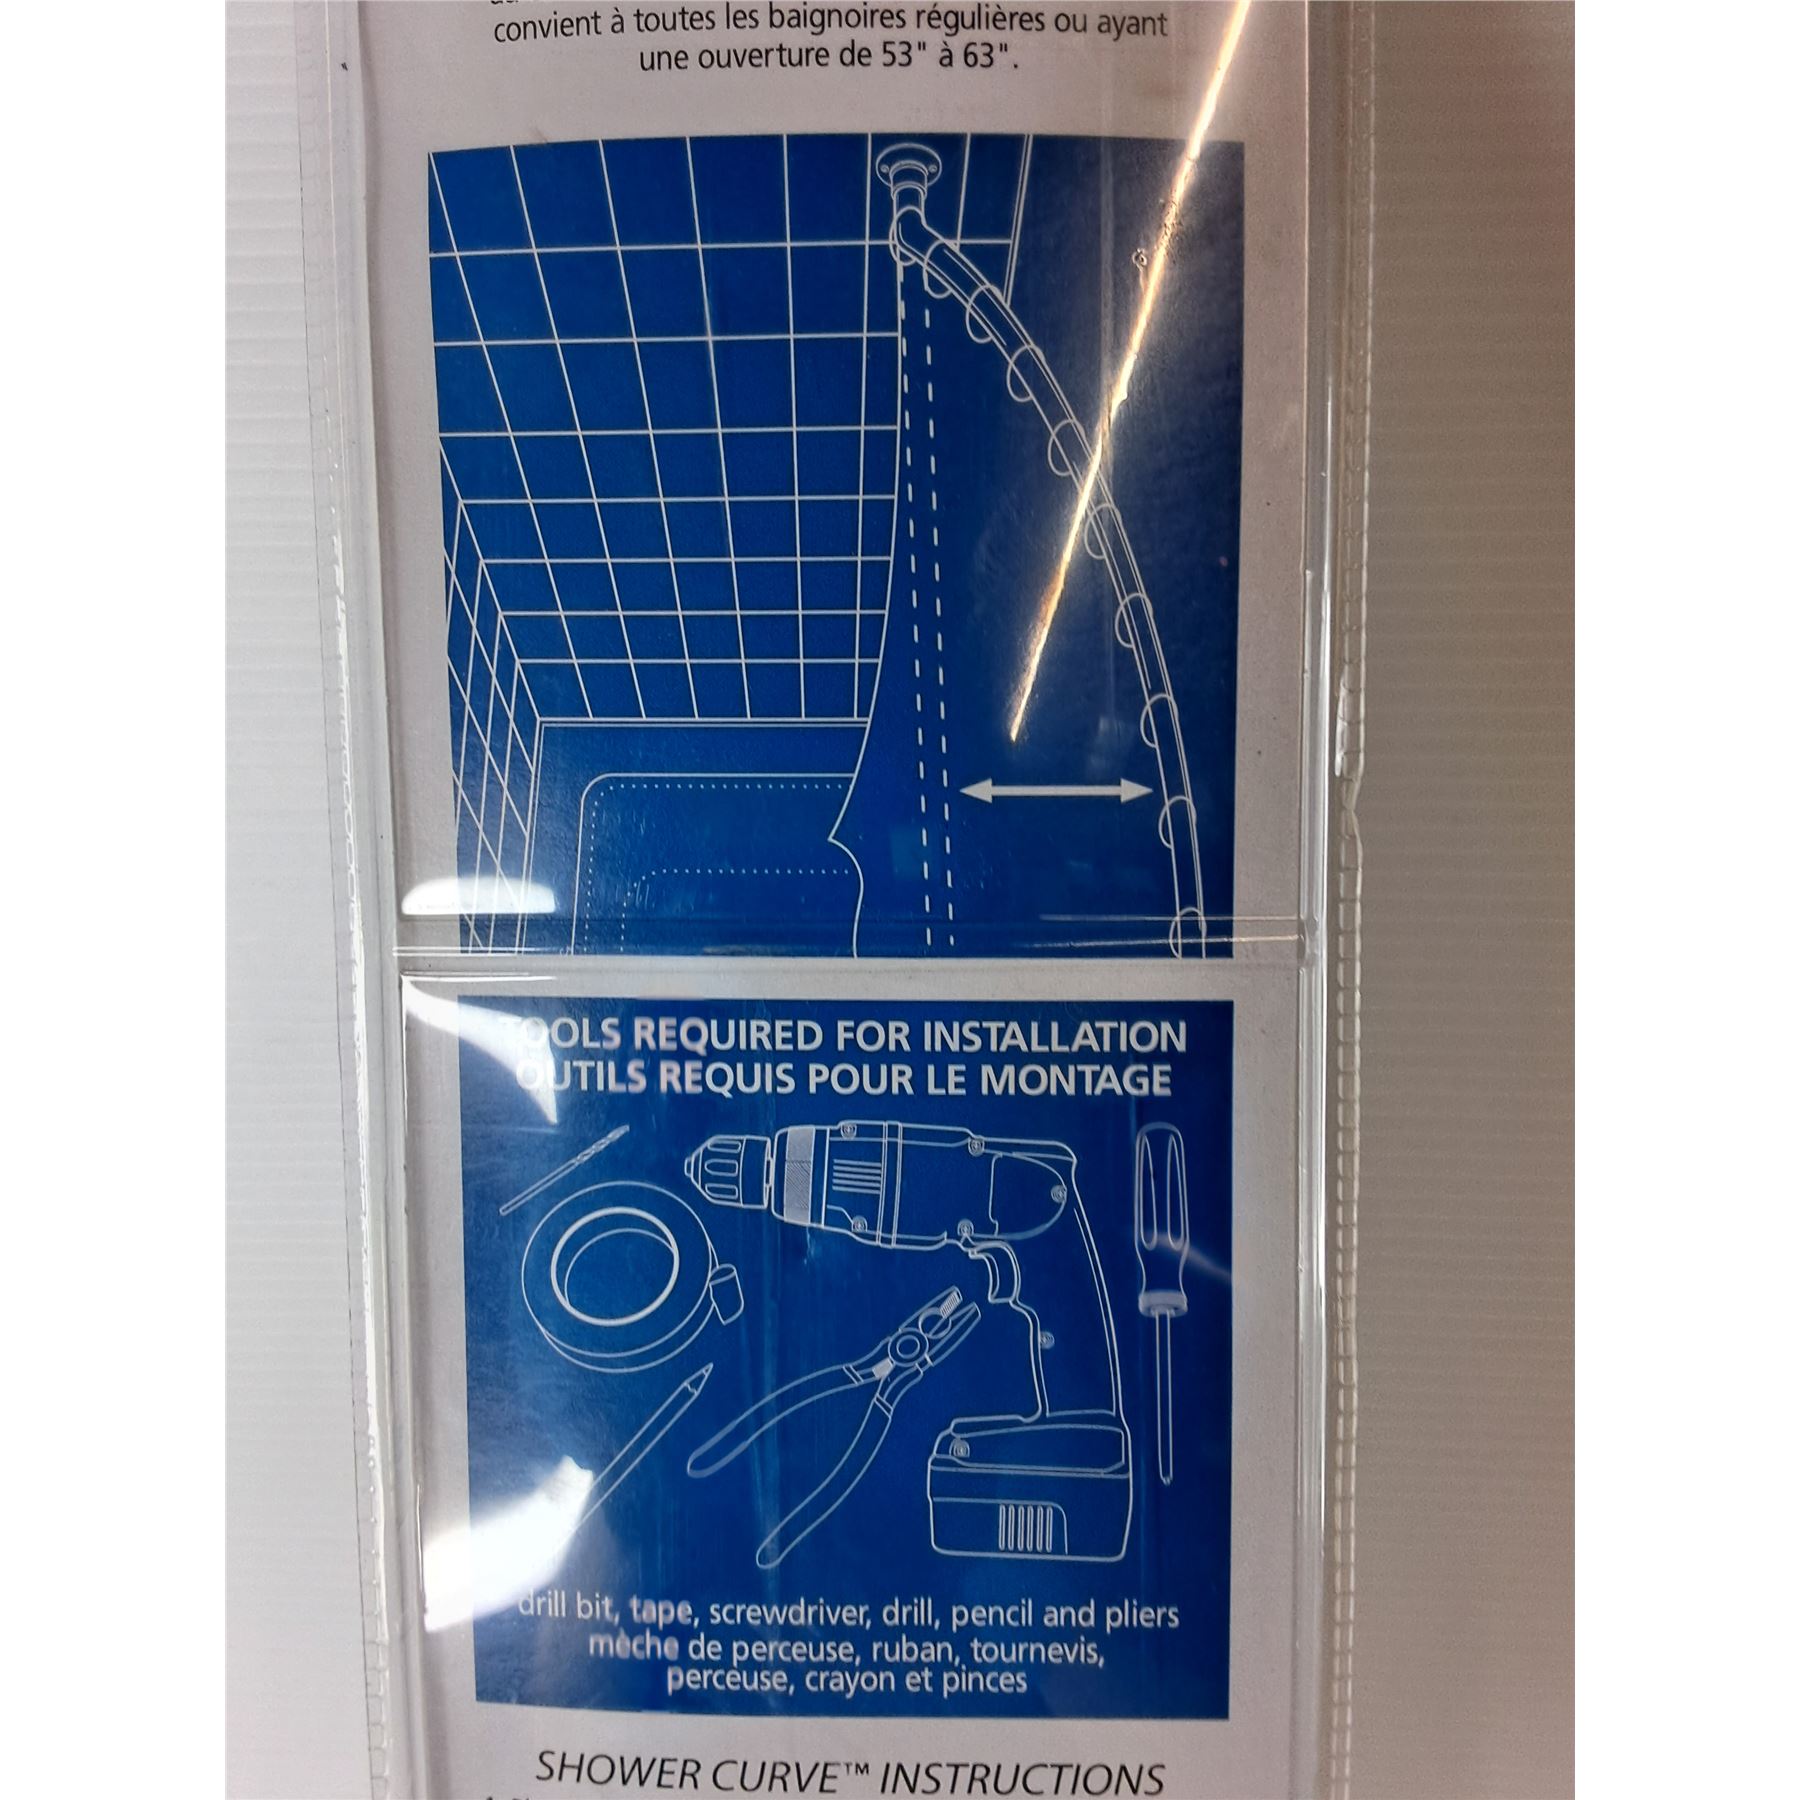 convient à toutes les baignoires régulières ou ayant
une ouverture de 53" à 63".
TOOLS REQUIRED FOR INSTALLATION
OUTILS REQUIS POUR LE MONTAGE
drill bit, tape, screwdriver, drill, pencil and pliers
mèche de perceuse, ruban, tournevis,
perceuse, crayon et pinces
SHOWER CURVE™ INSTRUCTIONS